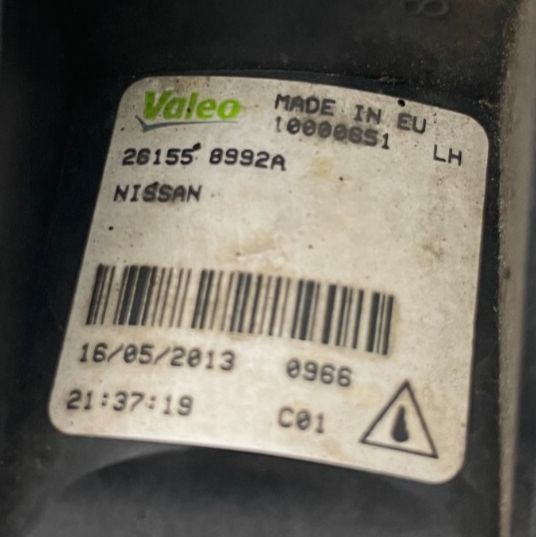 Valeo MADE IN EU
10000651 LH
26155 8992A
NISSAN
16/05/2013 0966
21:37:19 C01